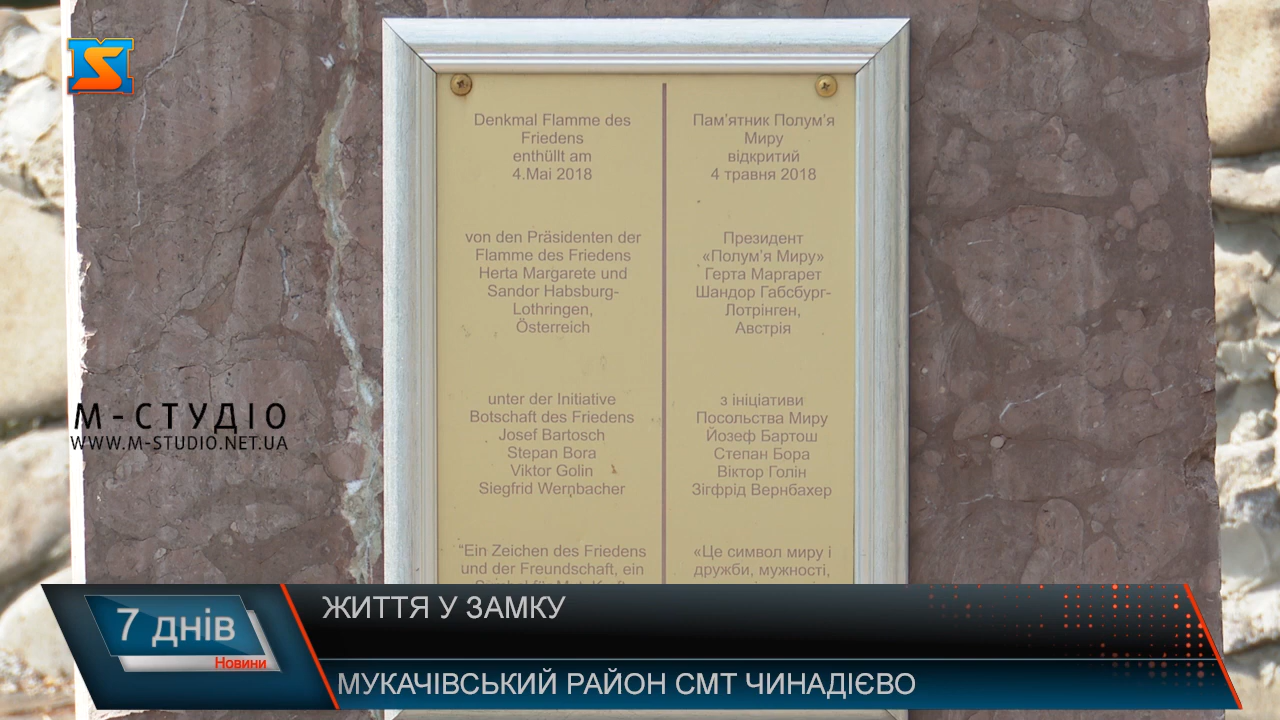 Denkmal Flamme des
Friedens
enthüllt am
4.Mai 2018
von den Präsidenten der
Flamme des Friedens
Herta Margarete und
Sandor Habsburg-
Lothringen,
Österreich
unter der Initiative
Botschaft des Friedens
Josef Bartosch
Stepan Bora
Viktor Golin
Siegfrid Wernbacher
“Ein Zeichen des Friedens
und der Freundschaft, ein
Пам'ятник Полум'я
Миру
відкритий
4 травня 2018
Президент
«Полум'я Миру»
Герта Маргарет
Шандор Габсбург-
Лотрінген,
Австрія
з ініціативи
Посольства Миру
Йозеф Бартош
Степан Бора
Віктор Голін
Зігфрід Вернбахер
«Це символ миру і
дружби, мужності,
М-СТУДІО
WWW.M-STUDIO.NET.UA
7 днів
Новини
ЖИТТЯ У ЗАМКУ
МУКАЧІВСЬКИЙ РАЙОН СМТ ЧИНАДІЄВО